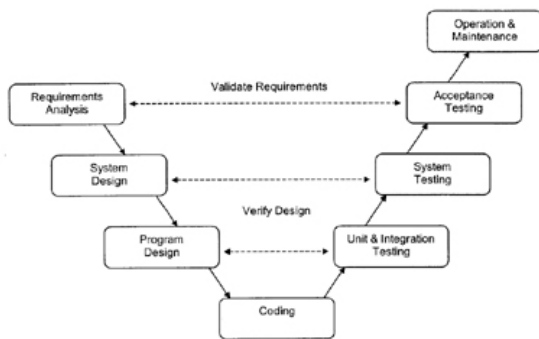 Operation &
Maintenance
Validate Requirements
Requirements
Analysis
Acceptance
Testing
System
Design
System
Testing
Verify Design
Program
Design
Unit & Integration
Testing
Coding